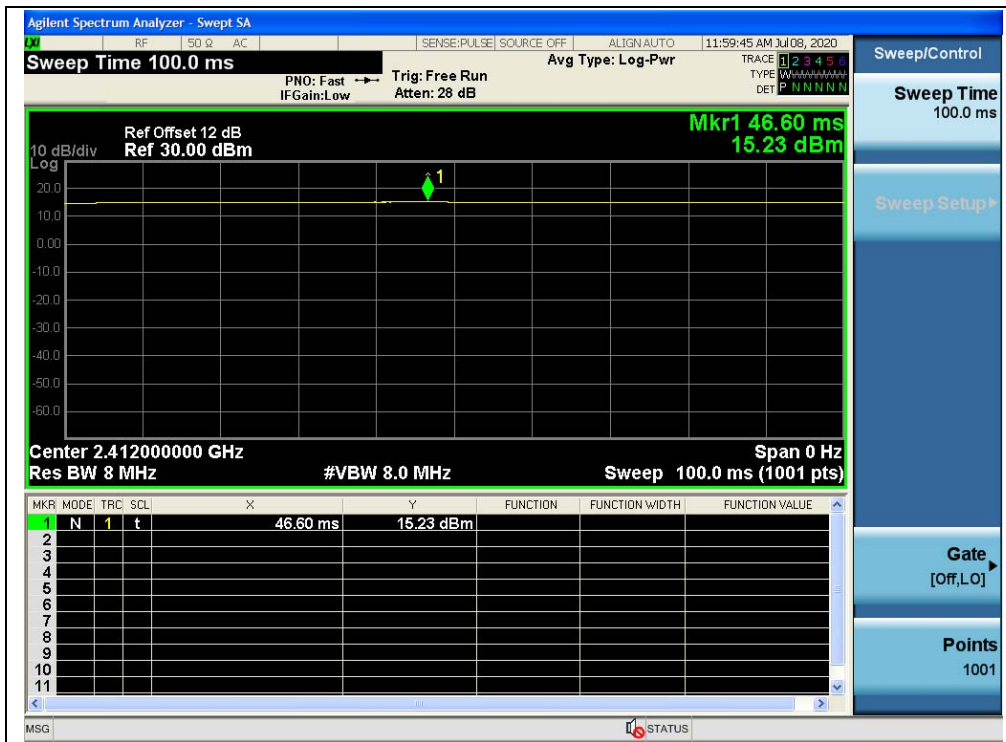 Agilent Spectrum Analyzer - Swept SA
LXI RF 50 Ω AC SENSE:PULSE SOURCE OFF ALIGN AUTO 11:59:45 AM Jul 08, 2020
Sweep Time 100.0 ms
PNO: Fast
IFGain:Low
Trig: Free Run
Atten: 28 dB
Avg Type: Log-Pwr
TRACE 1 2 3 4 5 6
TYPE W
DET P N N N N N
Ref Offset 12 dB
Ref 30.00 dBm
Mkr1 46.60 ms
15.23 dBm
10 dB/div
Log
1
20.0
10.0
0.00
-10.0
-20.0
-30.0
-40.0
-50.0
-60.0
Center 2.412000000 GHz Span 0 Hz
Res BW 8 MHz #VBW 8.0 MHz Sweep 100.0 ms (1001 pts)
MKR MODE TRC SCL X Y FUNCTION FUNCTION WIDTH FUNCTION VALUE
1 N 1 t 46.60 ms 15.23 dBm
2
3
4
5
6
7
8
9
10
11
MSG STATUS
Sweep/Control
Sweep Time
100.0 ms
Sweep Setup
Gate
[Off,LO]
Points
1001